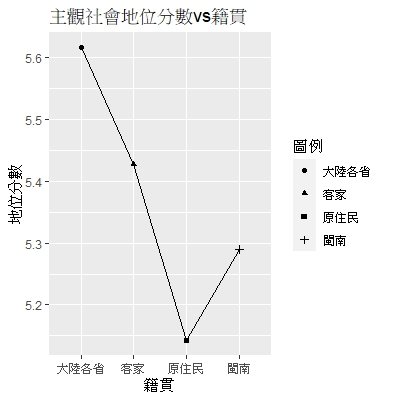 主觀社會地位分數vs籍貫
地位分數
5.6
5.5
5.4
5.3
5.2
大陸各省
客家
原住民
閩南
籍貫
圖例
大陸各省
客家
原住民
閩南